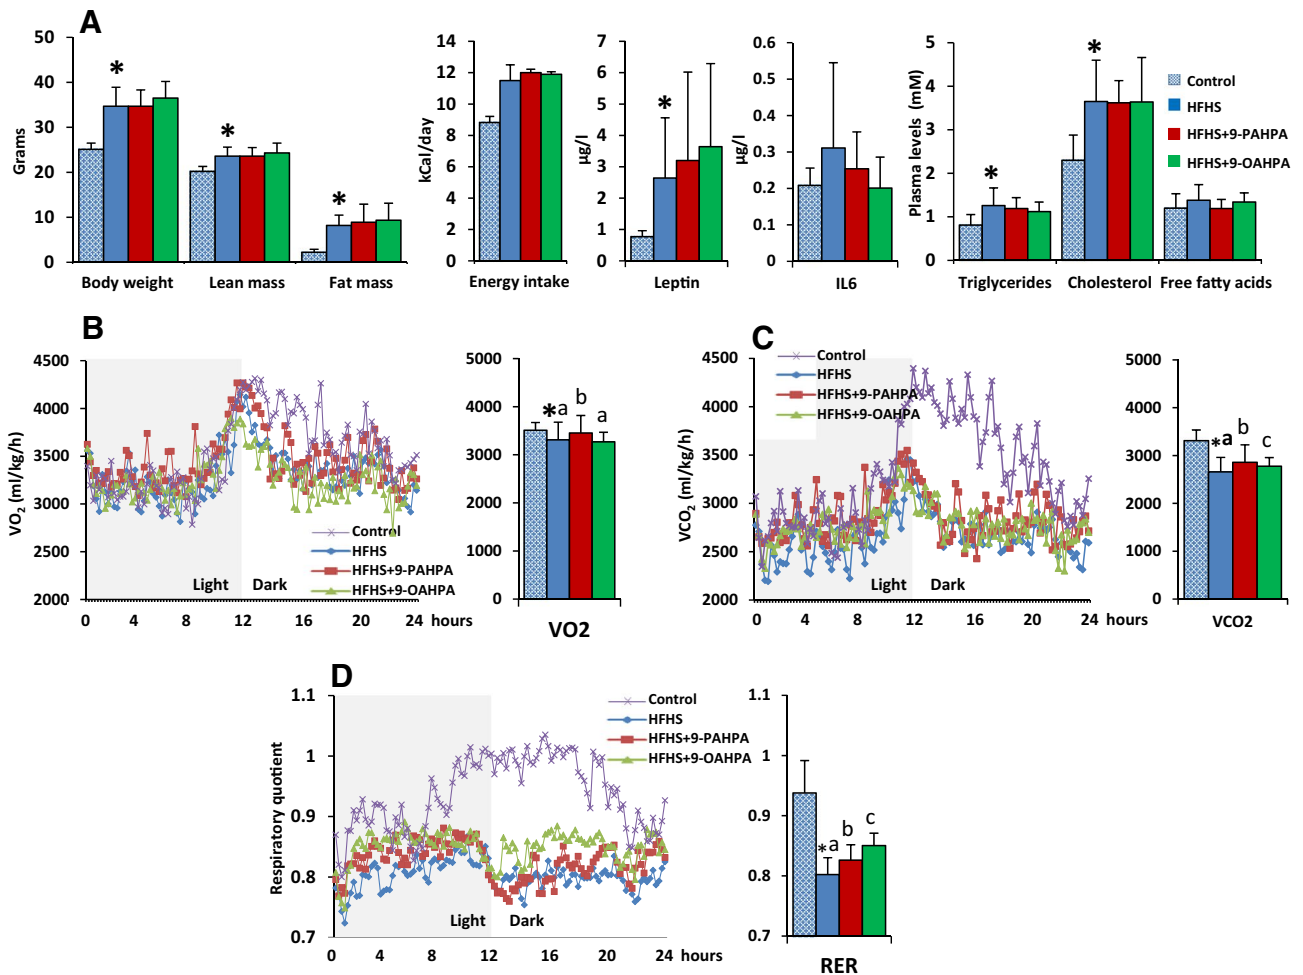 A
50
40
30
20
10
0
Grams
*
*
*
Body weight
Lean mass
Fat mass
14
12
10
8
6
4
2
0
kCal/day
Energy intake
7
6
5
4
3
2
1
0
µg/l
*
Leptin
0.6
0.5
0.4
0.3
0.2
0.1
0
µg/l
IL6
5
4
3
2
1
0
Plasma levels (mM)
*
*
Triglycerides
Cholesterol
Free fatty acids
Control
HFHS
HFHS+9-PAHPA
HFHS+9-OAHPA
B
4500
4000
3500
3000
2500
2000
VO2 (ml/kg/h)
Control
HFHS
HFHS+9-PAHPA
HFHS+9-OAHPA
Light
Dark
0 4 8 12 16 20 24 hours
5000
4000
3000
2000
1000
0
*a
b
a
VO2
C
4500
4000
3500
3000
2500
2000
VCO2 (ml/kg/h)
Control
HFHS
HFHS+9-PAHPA
HFHS+9-OAHPA
Light
Dark
0 4 8 12 16 20 24 hours
5000
4000
3000
2000
1000
0
*a
b
c
VCO2
D
1.1
1
0.9
0.8
0.7
Respiratory quotient
Control
HFHS
HFHS+9-PAHPA
HFHS+9-OAHPA
Light
Dark
0 4 8 12 16 20 24 hours
1.1
1
0.9
0.8
0.7
*a
b
c
RER